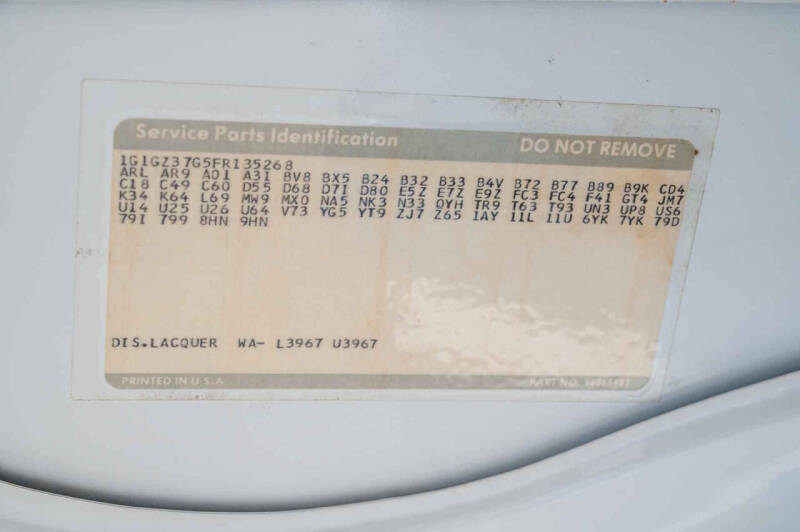 Service Parts Identification DO NOT REMOVE
1G1GZ37G5FR135268
ARL AR9 A01 A31 BV8 BX5 B24 B32 B33 B4V B72 B77 B89 B9K CD4
C18 C49 C60 D55 D68 D7I D80 E5Z E7Z E9Z FC3 FC4 F41 GT4 JM7
K34 K64 L69 MW9 MX0 NA5 NK3 N33 QYH TR9 T63 T93 UN3 UP8 US6
U14 U25 U26 U64 V73 YG5 YT9 ZJ7 Z65 1AY 11L 11U 6YK 7YK 79D
79I 799 8HN 9HN
DIS.LACQUER WA- L3967 U3967
PRINTED IN U.S.A PART NO.